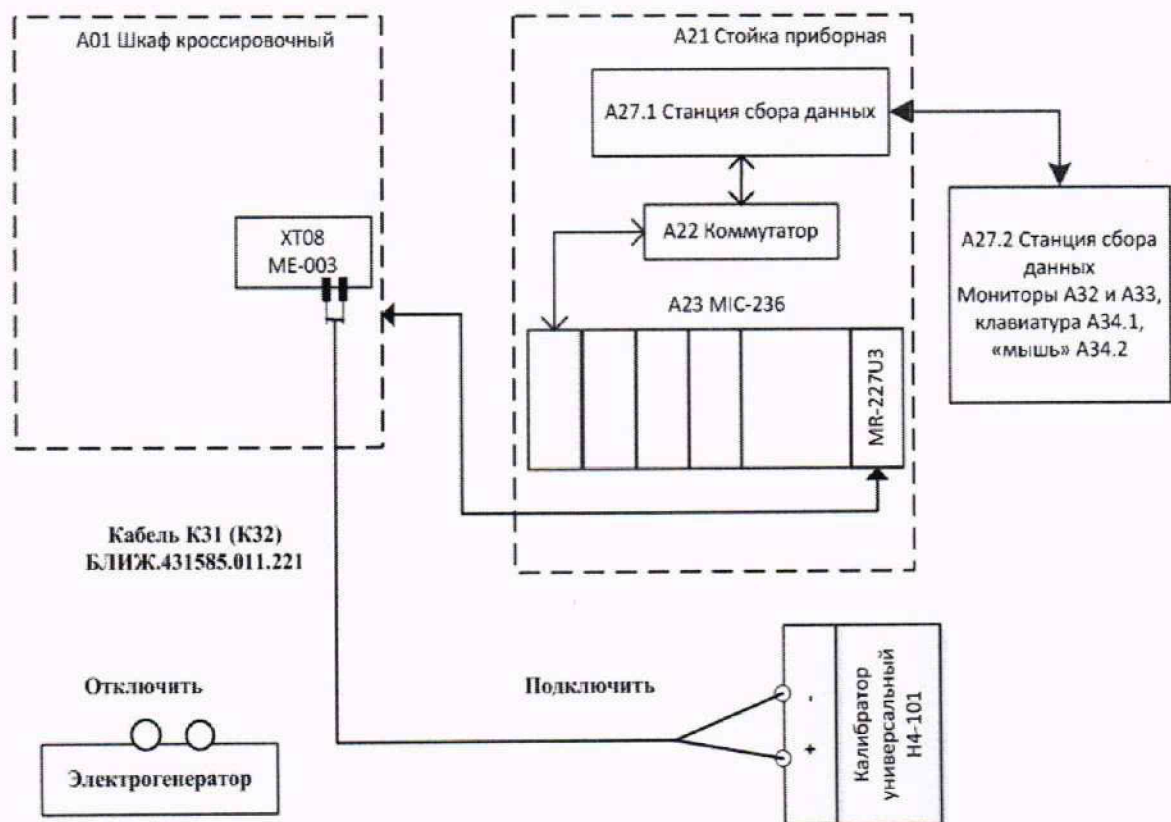 А01 Шкаф кроссировочный
А21 Стойка приборная
А27.1 Станция сбора данных
ХТ08
МЕ-003
А22 Коммутатор
А27.2 Станция сбора
данных
Мониторы А32 и А33,
клавиатура А34.1,
«мышь» А34.2
А23 MIC-236
MR-227U3
Кабель К31 (К32)
БЛИЖ.431585.011.221
Отключить
Подключить
-
+
Калибратор
универсальный
Н4-101
Электрогенератор